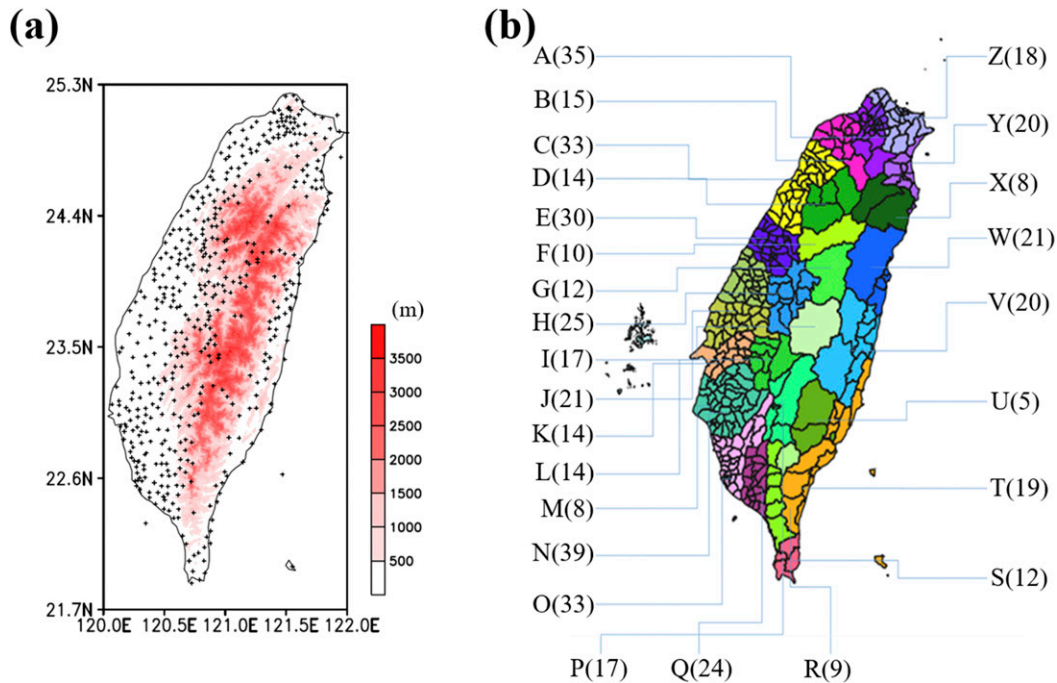 (a)
25.3N
24.4N
23.5N
22.6N
21.7N
120.0E 120.5E 121.0E 121.5E 122.0E
(m)
3500
3000
2500
2000
1500
1000
500
(b)
A(35)
B(15)
C(33)
D(14)
E(30)
F(10)
G(12)
H(25)
I(17)
J(21)
K(14)
L(14)
M(8)
N(39)
O(33)
P(17) Q(24) R(9)
Z(18)
Y(20)
X(8)
W(21)
V(20)
U(5)
T(19)
S(12)